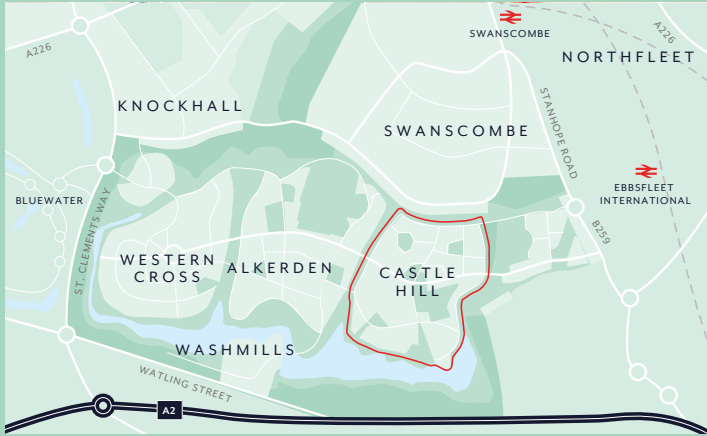 A226
SWANSCOMBE
A226
NORTHFLEET
KNOCKHALL
SWANSCOMBE
STANHOPE ROAD
EBBSFLEET
INTERNATIONAL
BLUEWATER
ST. CLEMENTS WAY
B259
WESTERN
CROSS
ALKERDEN
CASTLE
HILL
WASHMILLS
WATLING STREET
A2